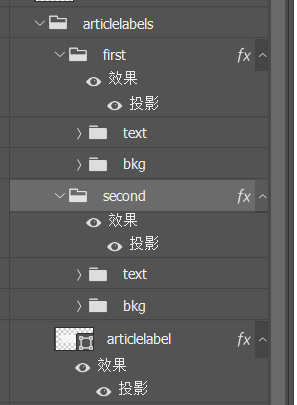 articlelabels
first fx
效果
投影
text
bkg
second fx
效果
投影
text
bkg
articlelabel fx
效果
投影